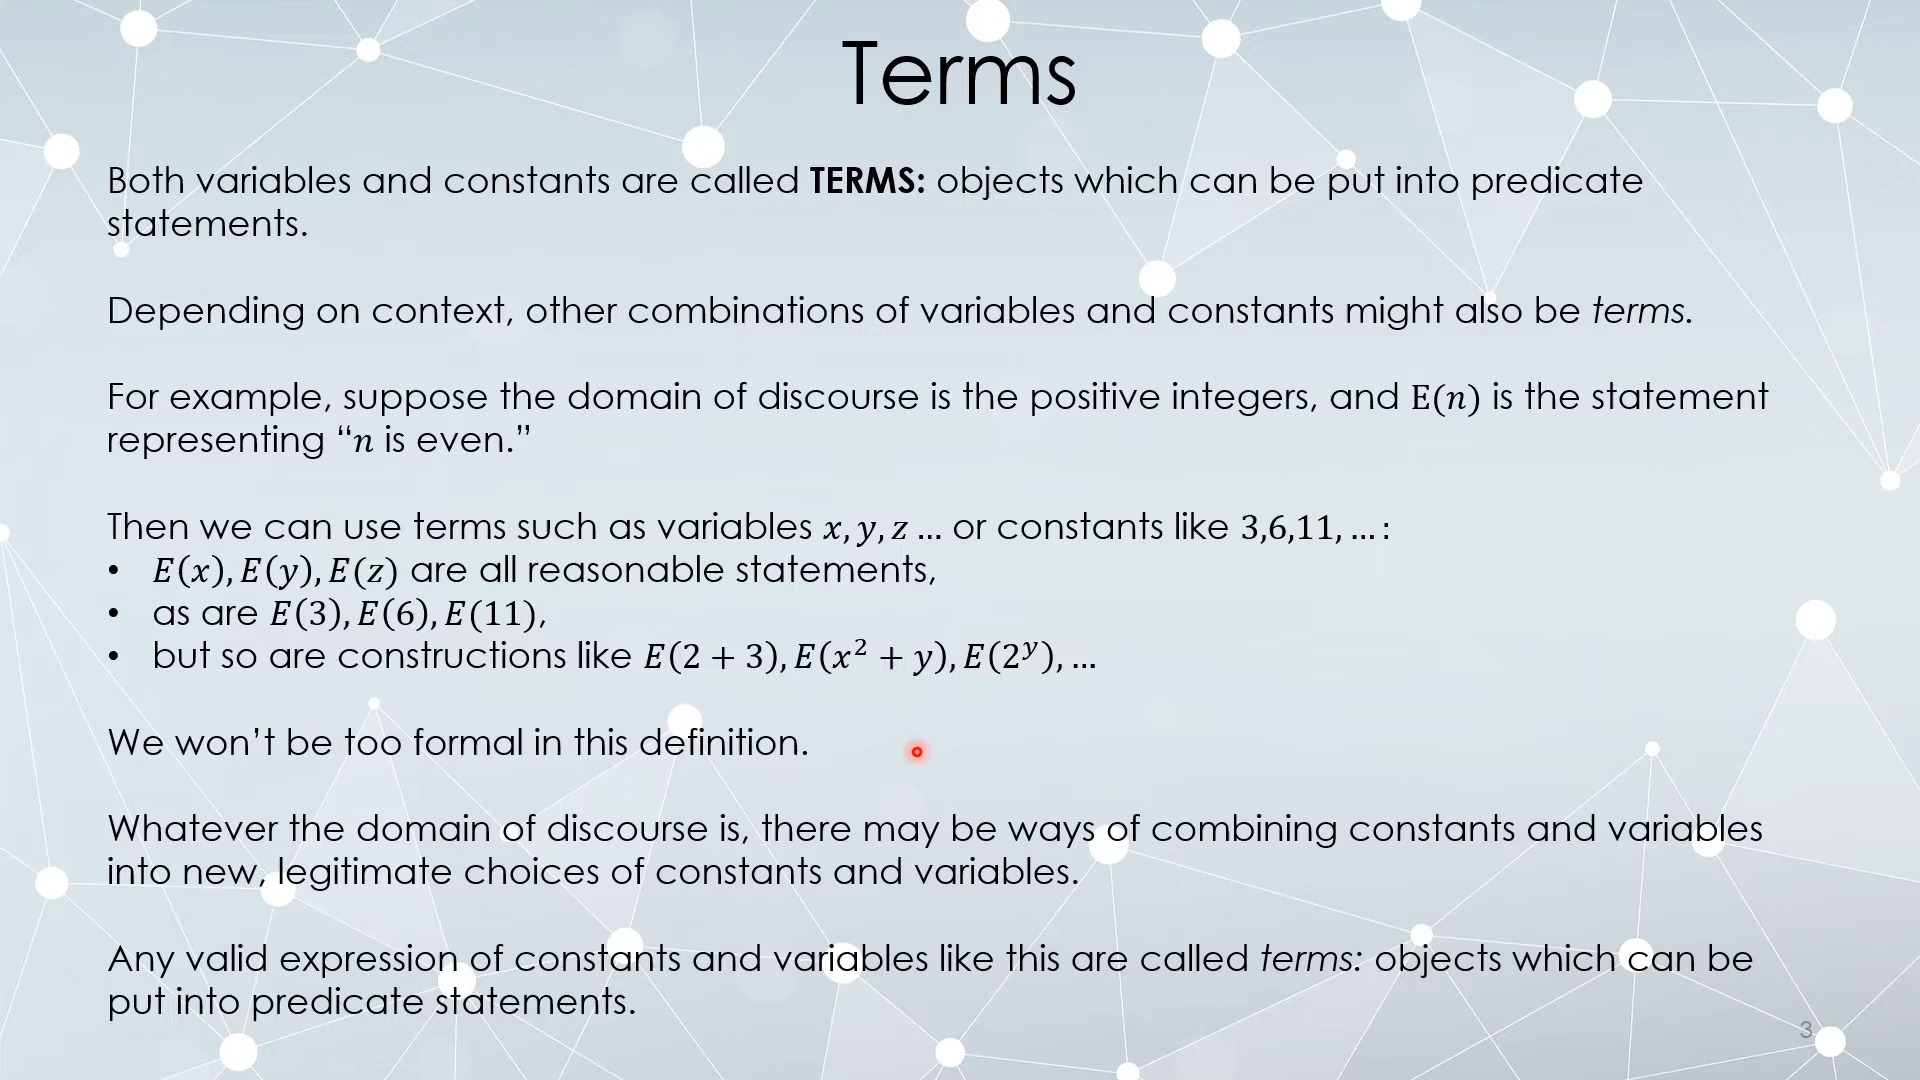 Terms
Both variables and constants are called TERMS: objects which can be put into predicate
statements.
Depending on context, other combinations of variables and constants might also be terms.
For example, suppose the domain of discourse is the positive integers, and E(n) is the statement
representing “n is even.”
Then we can use terms such as variables x, y, z ... or constants like 3,6,11, ... :
• E(x), E(y), E(z) are all reasonable statements,
• as are E(3), E(6), E(11),
• but so are constructions like E(2 + 3), E(x² + y), E(2ʸ), ...
We won’t be too formal in this definition.
Whatever the domain of discourse is, there may be ways of combining constants and variables
into new, legitimate choices of constants and variables.
Any valid expression of constants and variables like this are called terms: objects which can be
put into predicate statements.
3